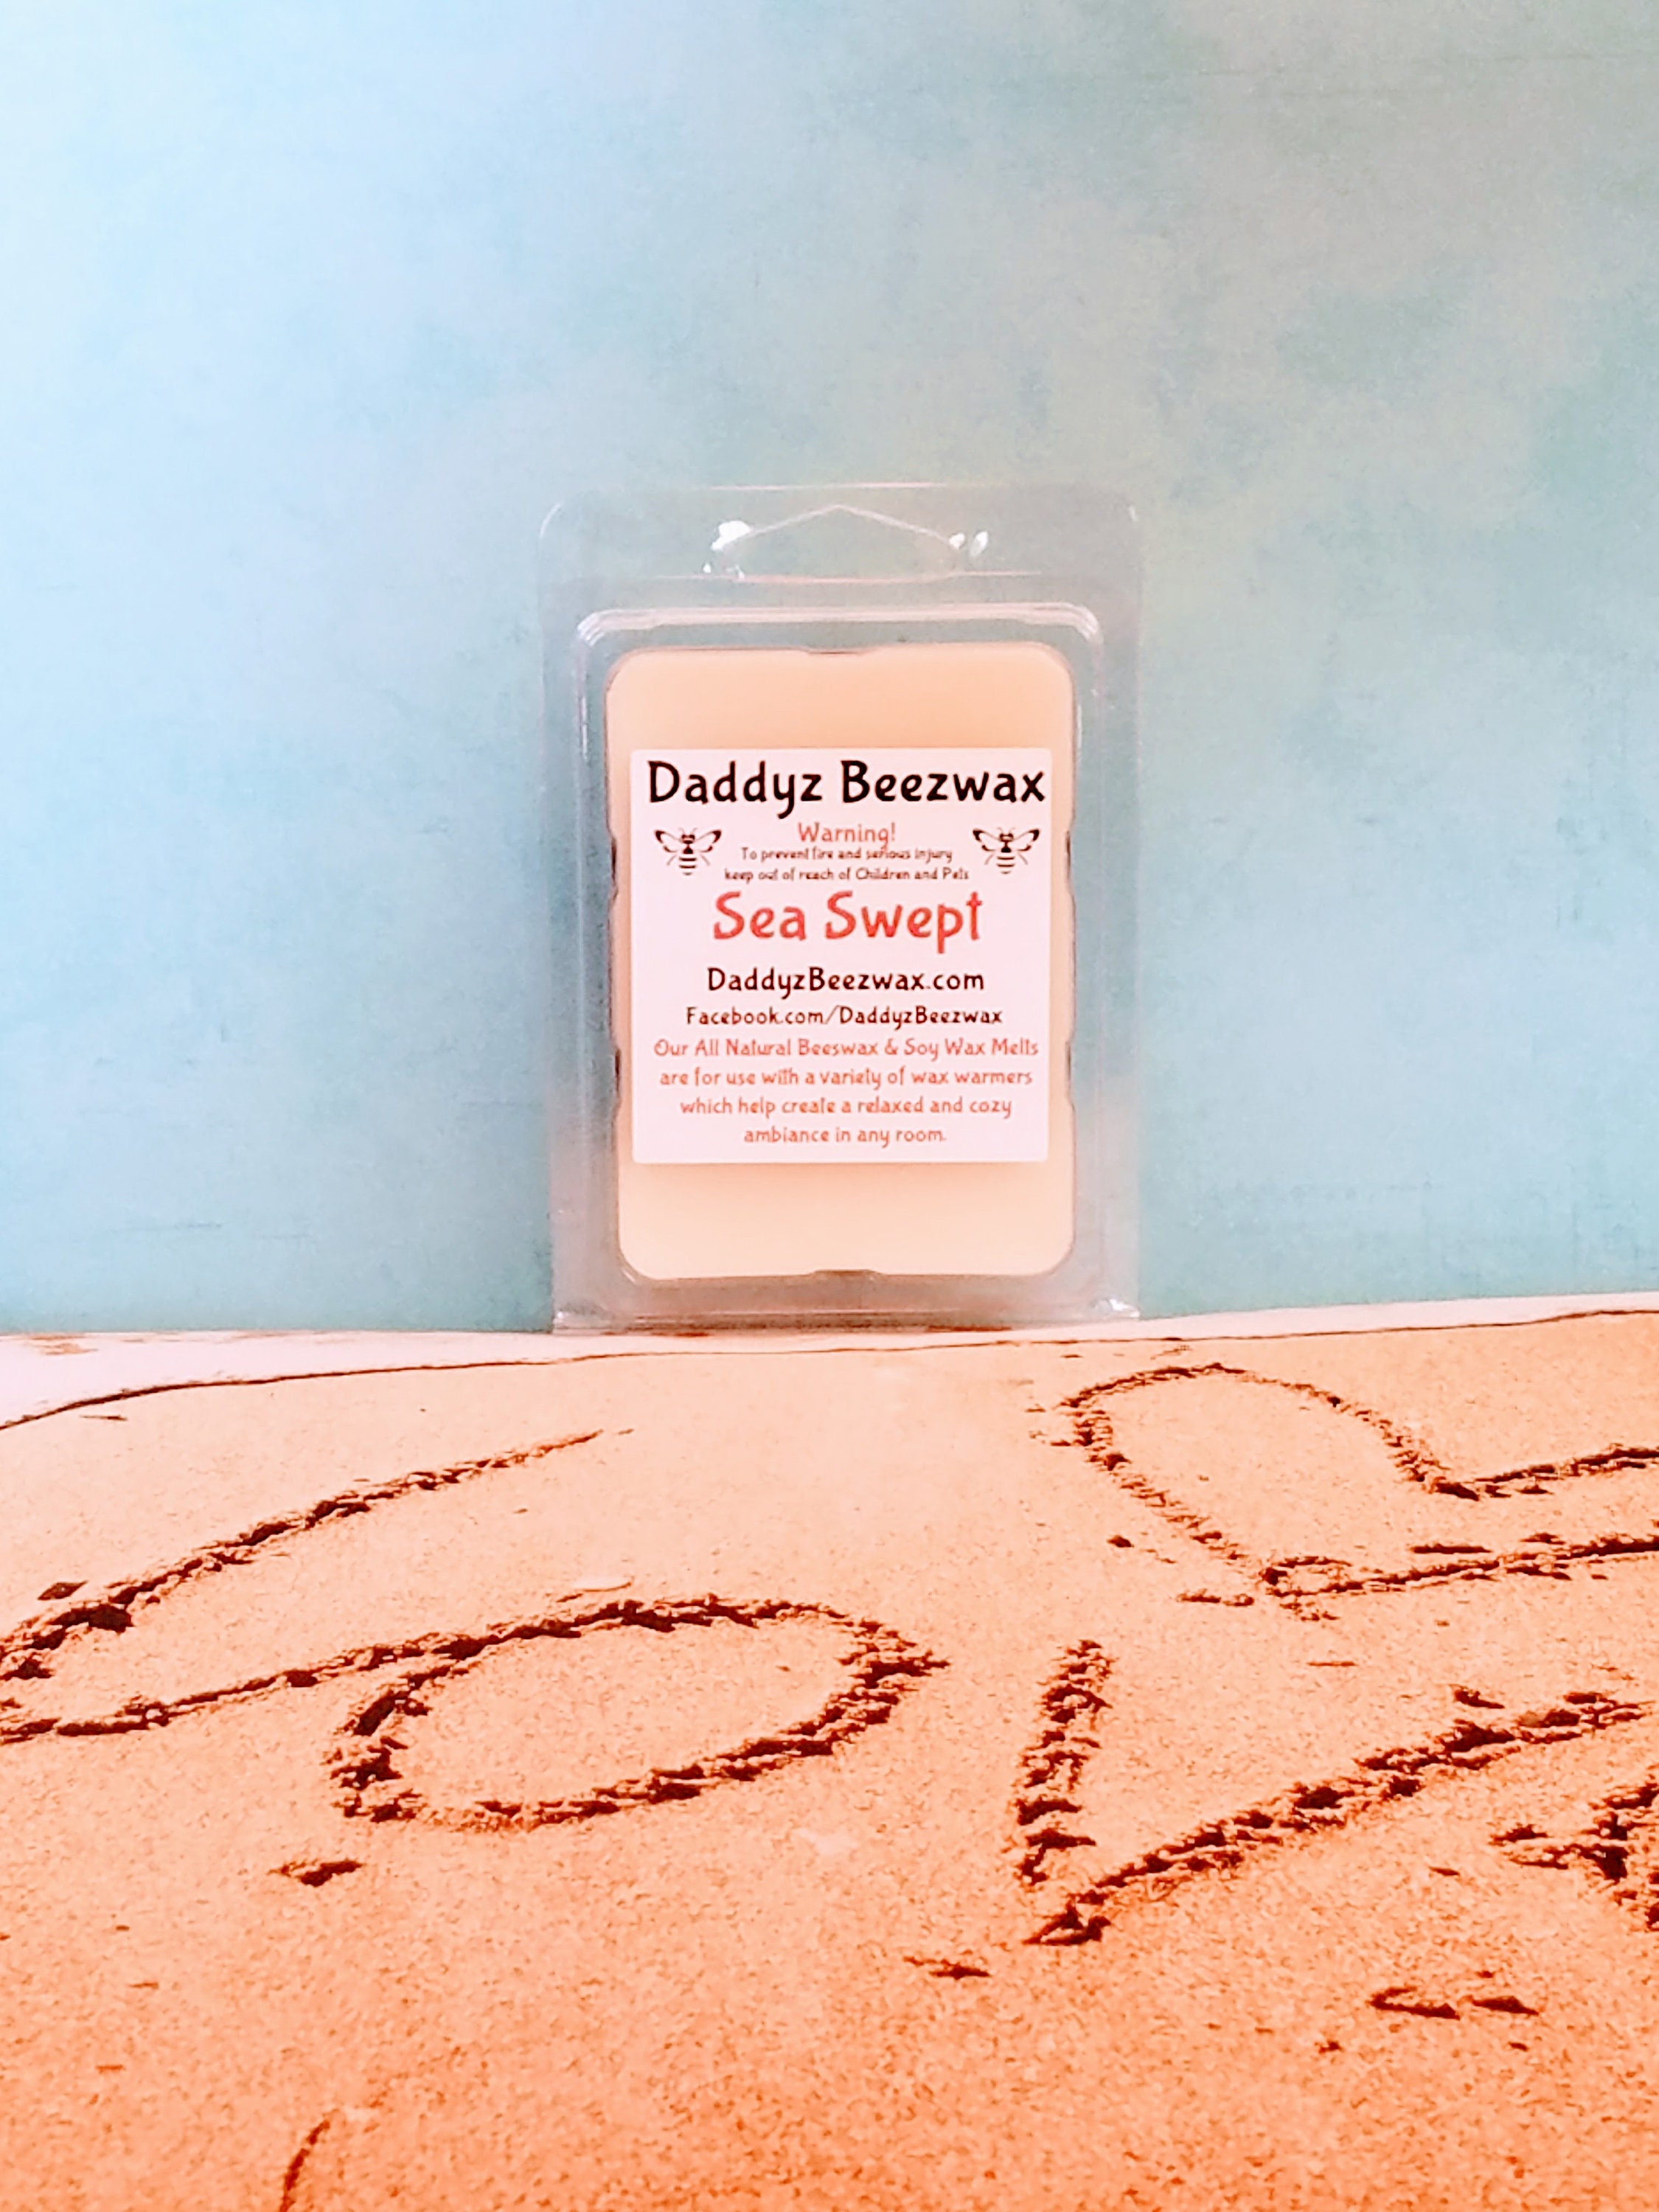 Daddyz Beezwax
Warning!
To prevent fire and serious injury
keep out of reach of Children and Pets
Sea Swept
DaddyzBeezwax.com
Facebook.com/DaddyzBeezwax
Our All Natural Beeswax & Soy Wax Melts
are for use with a variety of wax warmers
which help create a relaxed and cozy
ambiance in any room.